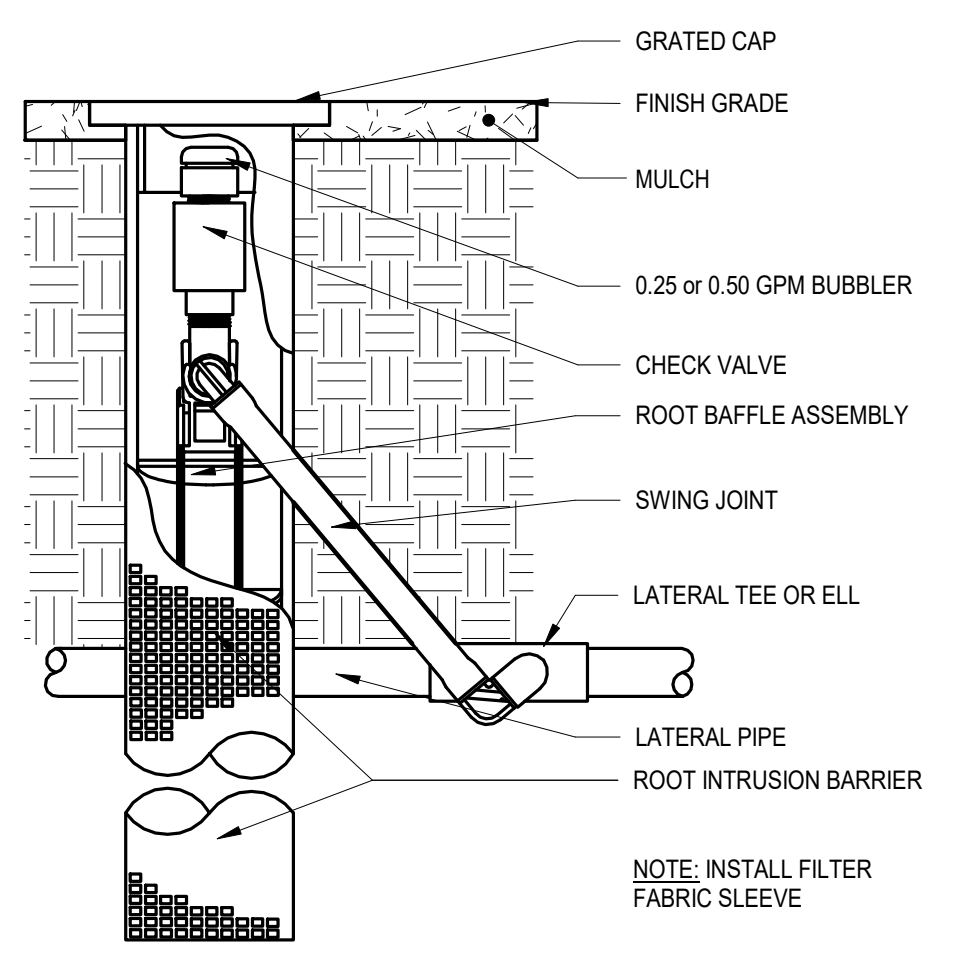 GRATED CAP
FINISH GRADE
MULCH
0.25 or 0.50 GPM BUBBLER
CHECK VALVE
ROOT BAFFLE ASSEMBLY
SWING JOINT
LATERAL TEE OR ELL
LATERAL PIPE
ROOT INTRUSION BARRIER
NOTE: INSTALL FILTER
FABRIC SLEEVE